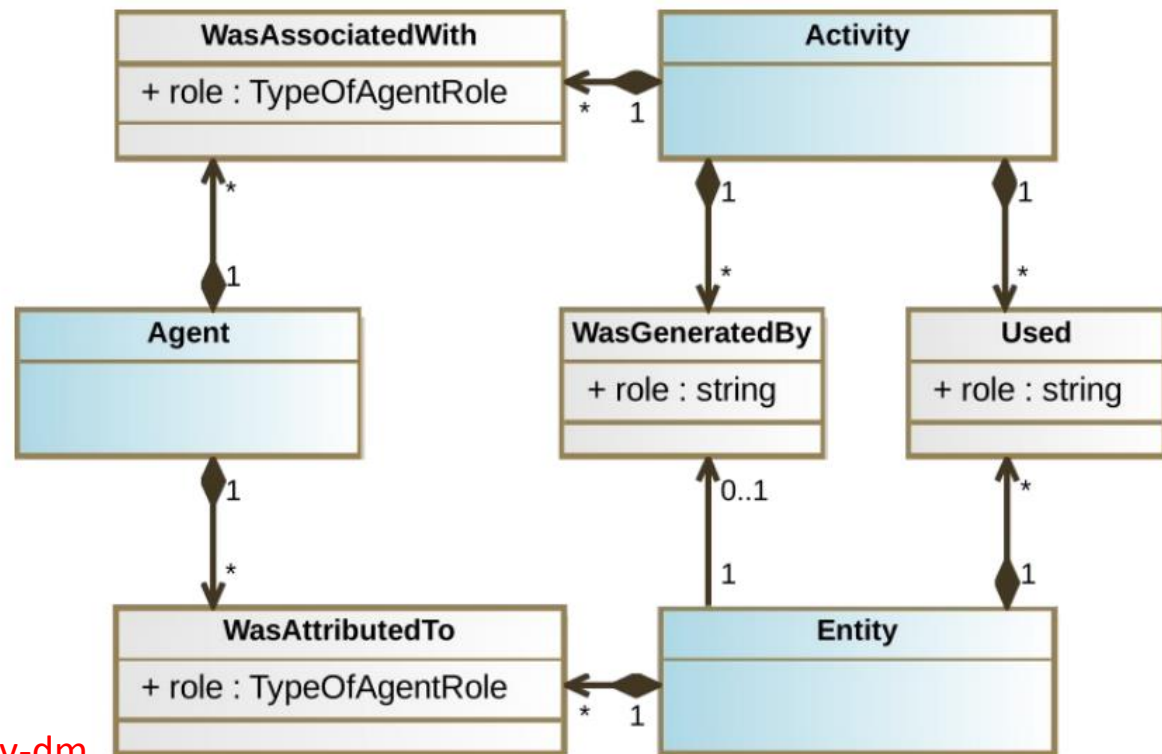 WasAssociatedWith
+ role : TypeOfAgentRole
Activity
* 1
*
1
1
1
*
*
Agent
WasGeneratedBy
+ role : string
Used
+ role : string
1
*
0..1
1
*
1
WasAttributedTo
+ role : TypeOfAgentRole
Entity
* 1
v-dm